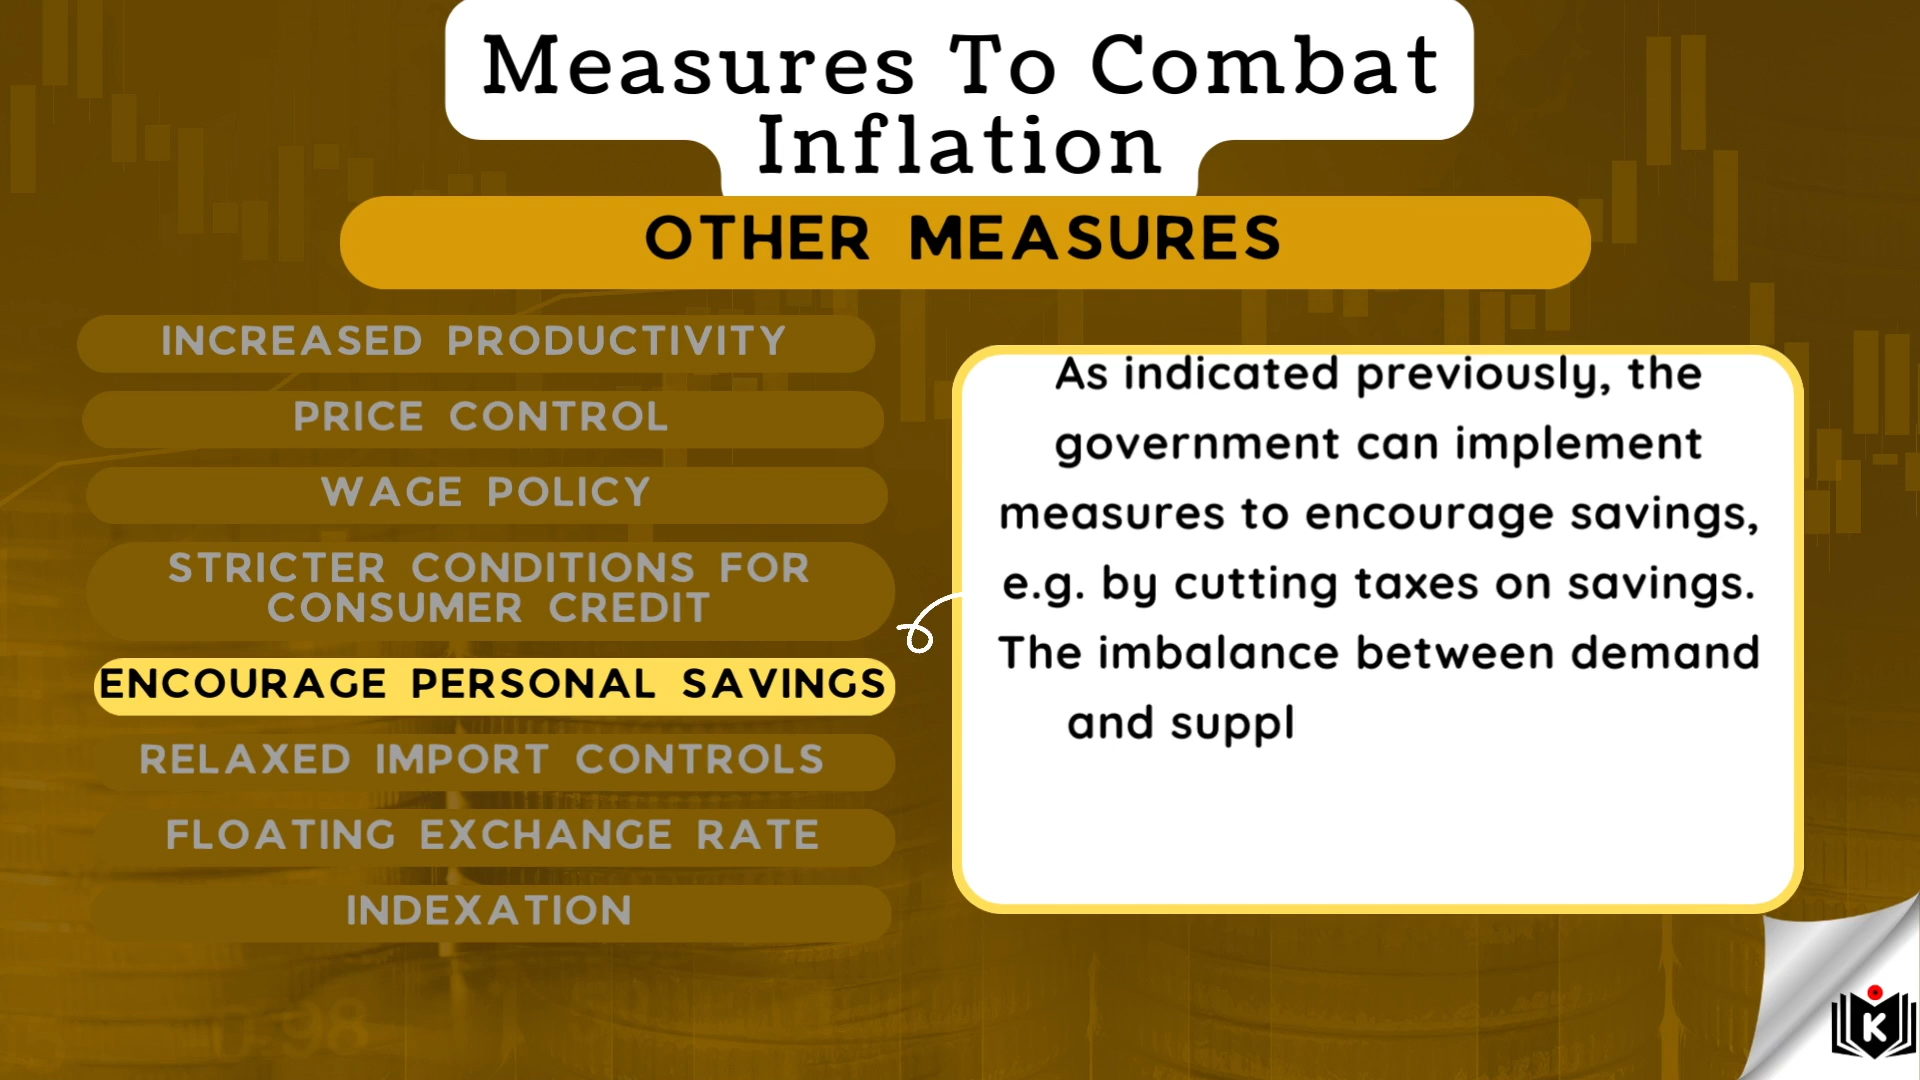 Measures To Combat
Inflation
OTHER MEASURES
INCREASED PRODUCTIVITY
PRICE CONTROL
WAGE POLICY
STRICTER CONDITIONS FOR
CONSUMER CREDIT
ENCOURAGE PERSONAL SAVINGS
RELAXED IMPORT CONTROLS
FLOATING EXCHANGE RATE
INDEXATION
As indicated previously, the
government can implement
measures to encourage savings,
e.g. by cutting taxes on savings.
The imbalance between demand
and suppl
0.98
K